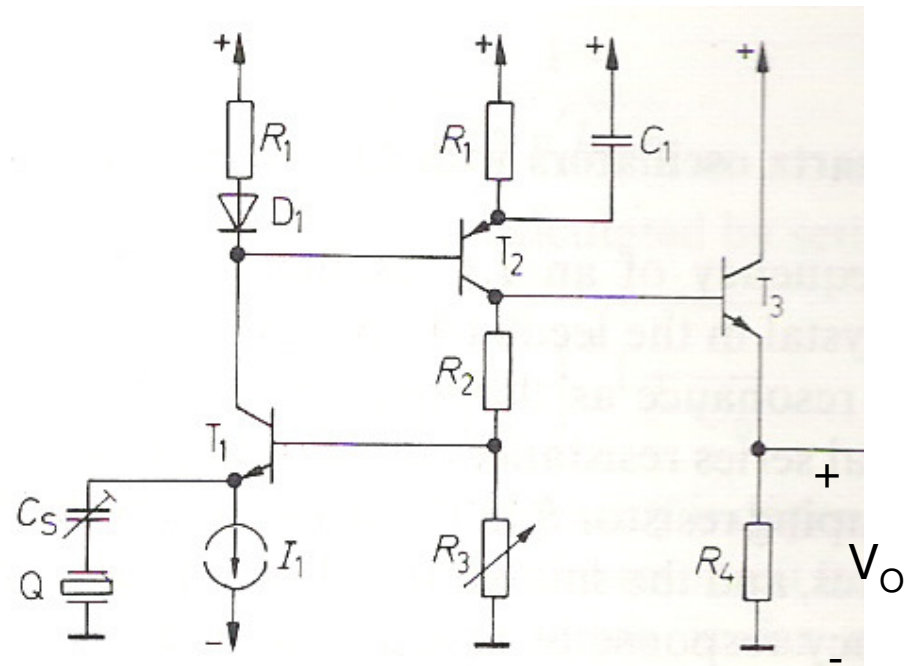 + + + +
R1 R1 C1
D1
T2
T3
R2
T1
+
CS
I1 R3 R4 VO
Q
− -